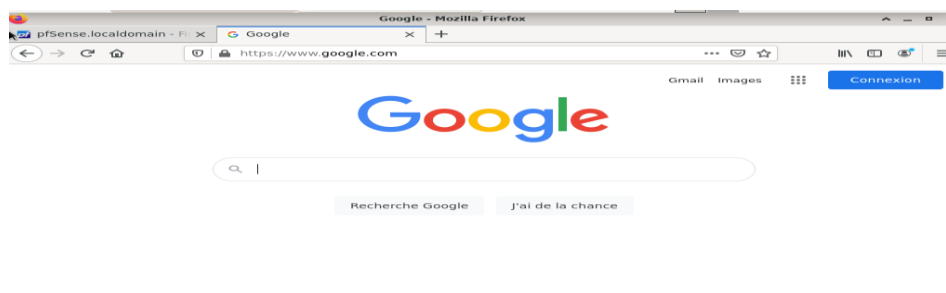 Google - Mozilla Firefox
pfSense.localdomain - Fi
Google
https://www.google.com
Gmail Images Connexion
Google
Recherche Google J'ai de la chance